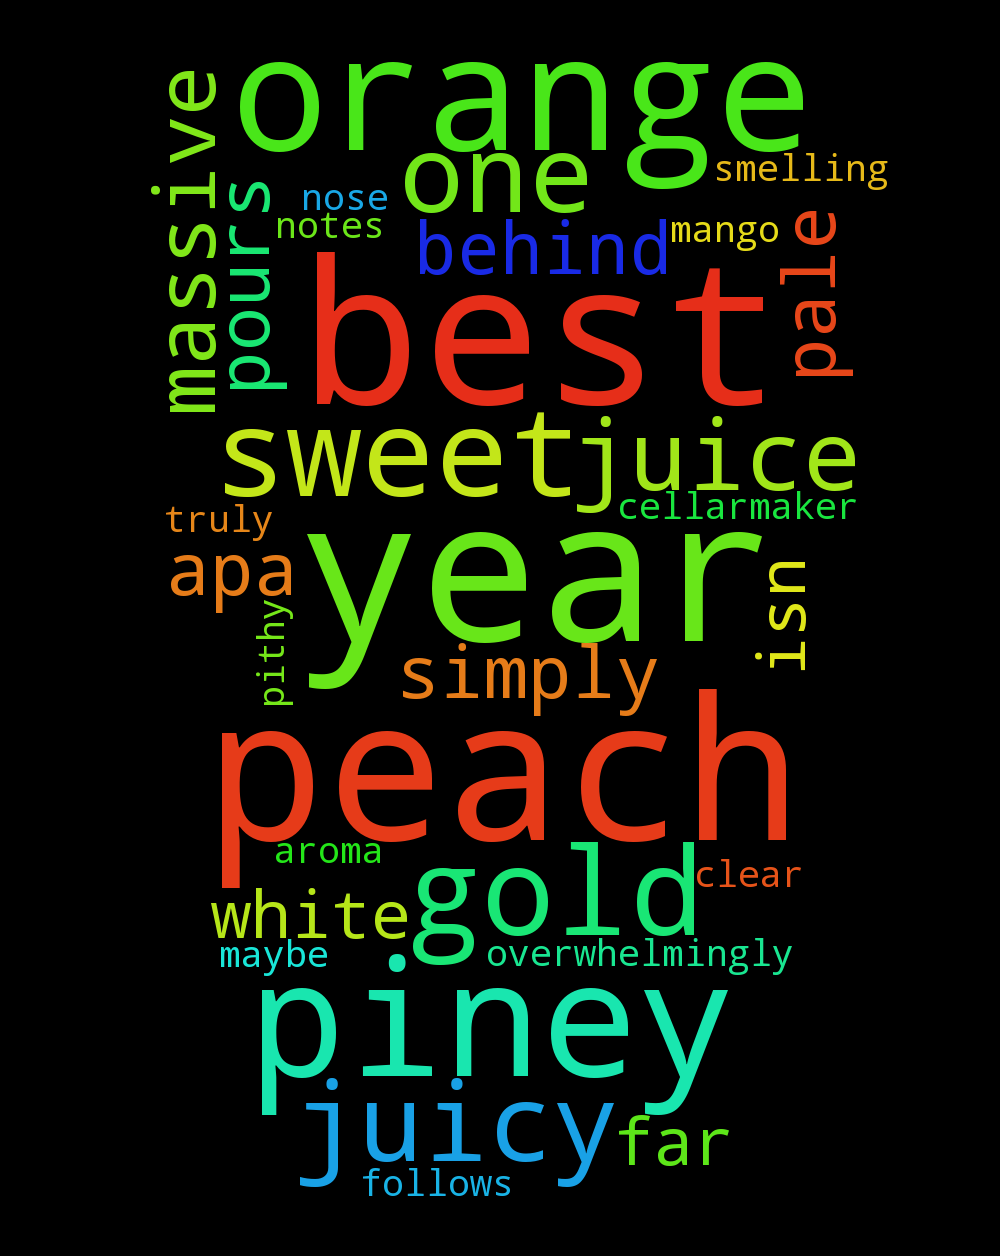 orange
massive
one
smelling
nose
pours
notes
behind
mango
pale
best
sweet
juice
cellarmaker
truly
year
apa
isn
pithy
simply
peach
aroma
gold
clear
white
maybe
overwhelmingly
piney
juicy
far
follows